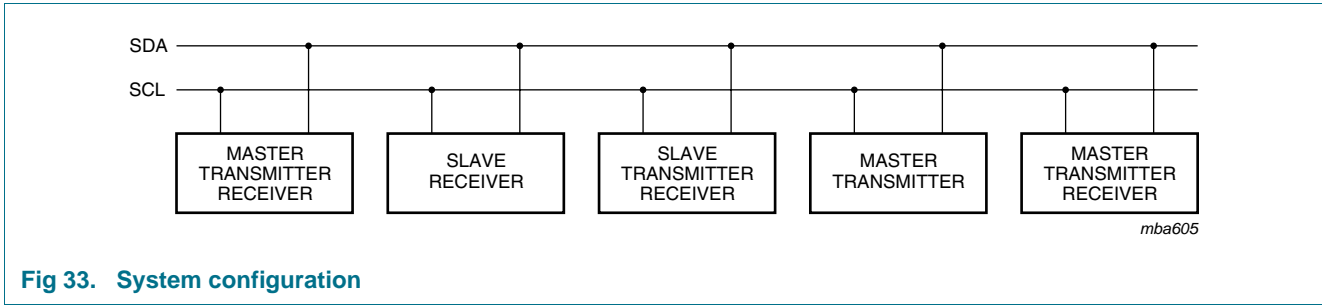 SDA
SCL
MASTER
TRANSMITTER
RECEIVER
SLAVE
RECEIVER
SLAVE
TRANSMITTER
RECEIVER
MASTER
TRANSMITTER
MASTER
TRANSMITTER
RECEIVER
mba605
Fig 33. System configuration